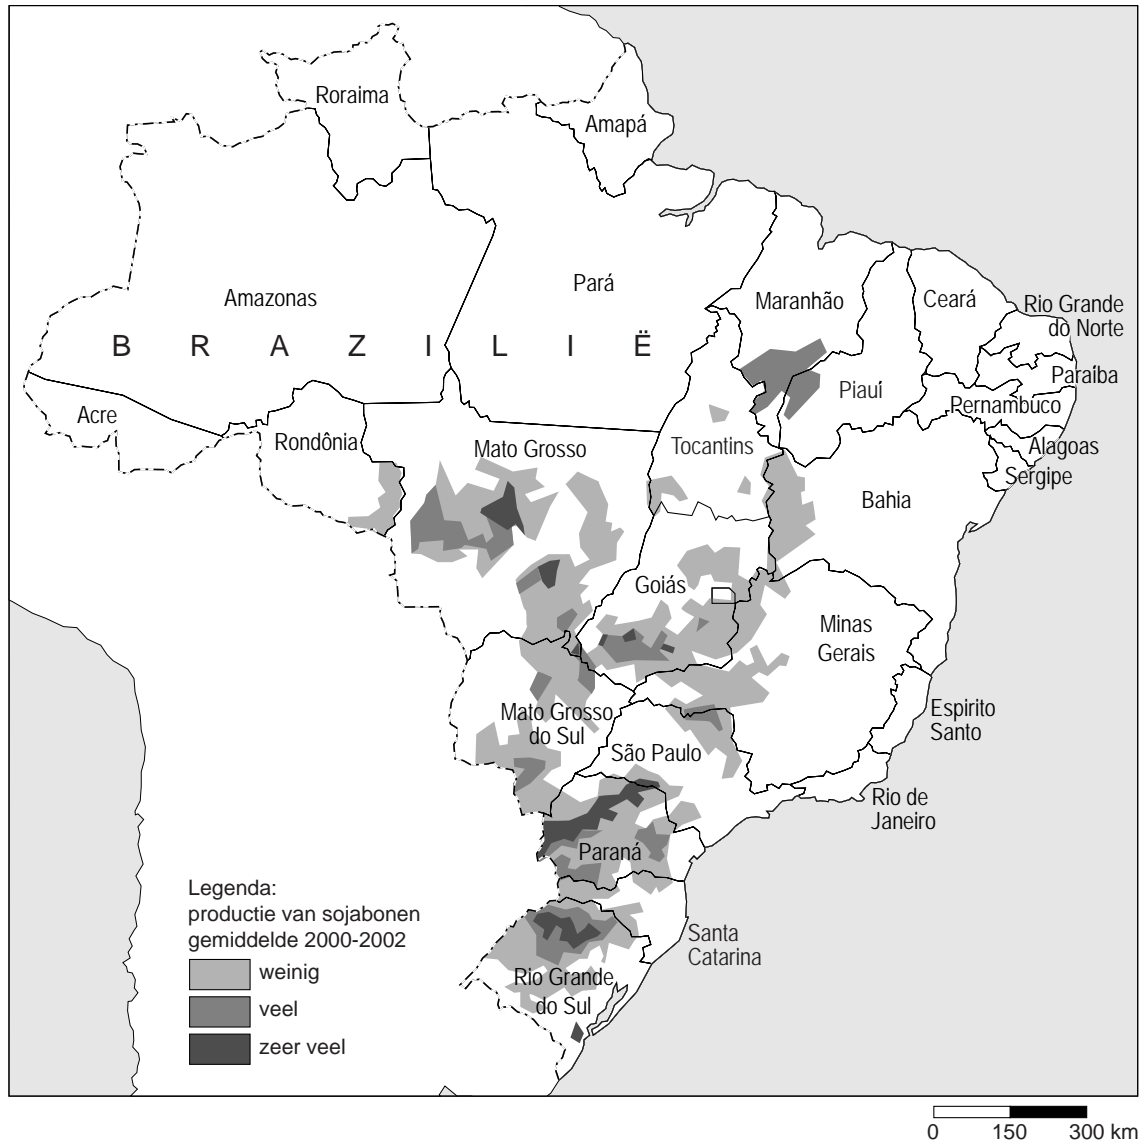 Roraima
Amapá
Amazonas
Pará
Maranhão
Ceará
Rio Grande
do Norte
BRAZILIË
Acre
Rondônia
Mato Grosso
Tocantins
Piauí
Paraíba
Pernambuco
Alagoas
Sergipe
Bahia
Goiás
Minas
Gerais
Mato Grosso
do Sul
São Paulo
Espirito
Santo
Rio de
Janeiro
Paraná
Santa
Catarina
Rio Grande
do Sul
Legenda:
productie van sojabonen
gemiddelde 2000-2002
weinig
veel
zeer veel
0 150 300 km